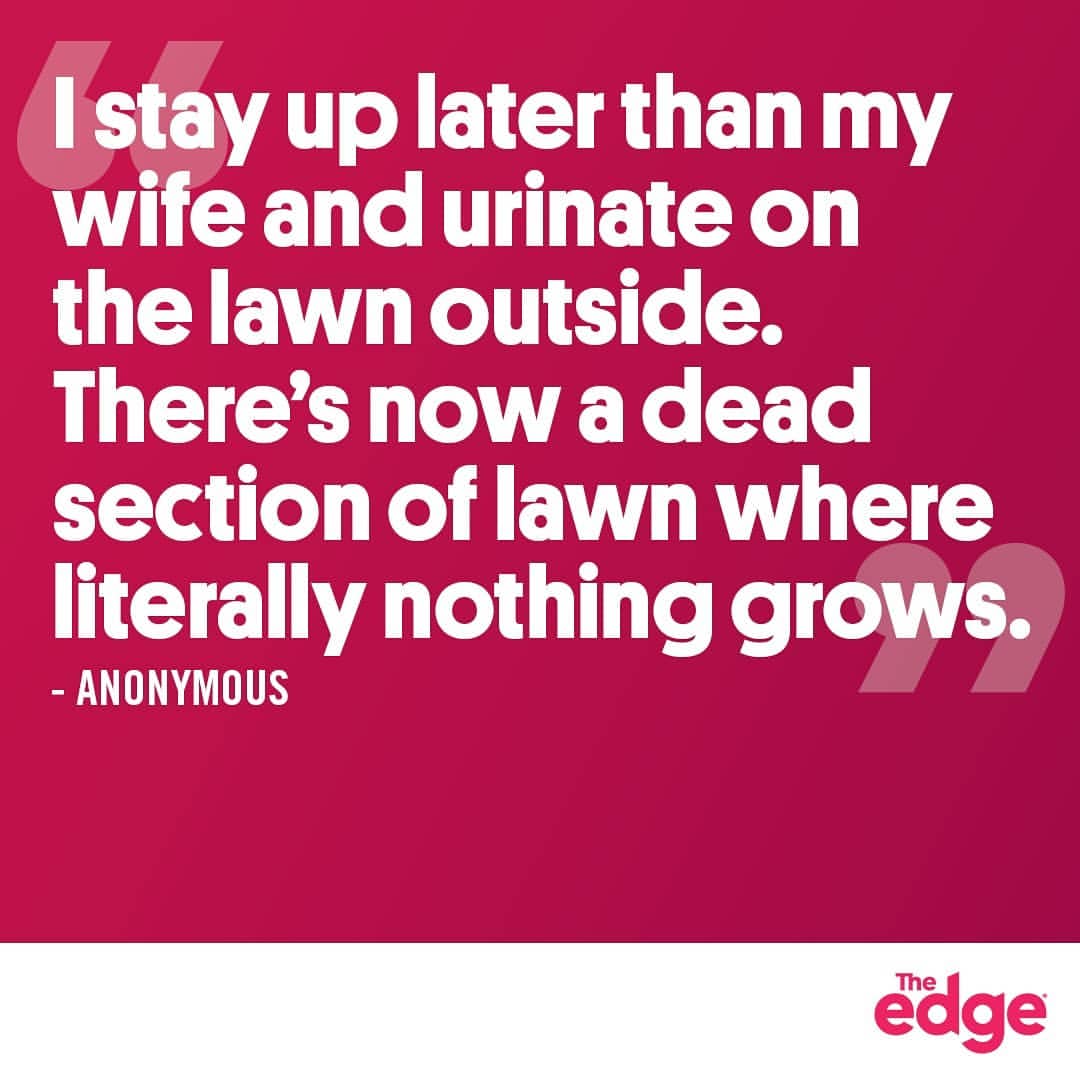 I stay up later than my
wife and urinate on
the lawn outside.
There’s now a dead
section of lawn where
literally nothing grows.
- ANONYMOUS
The
edge